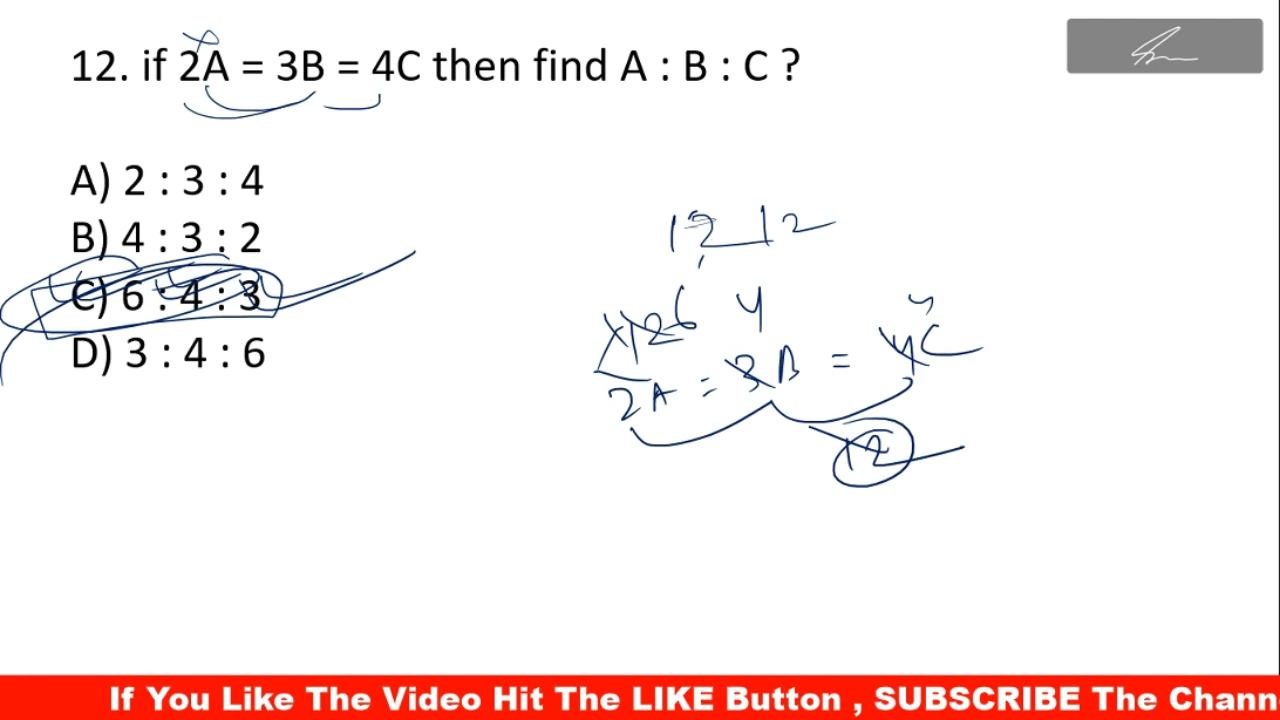 12. if 2A = 3B = 4C then find A : B : C ?
A) 2 : 3 : 4
B) 4 : 3 : 2
C) 6 : 4 : 3
D) 3 : 4 : 6
12 12
12 6 4
2A = 3B = 4C
12
If You Like The Video Hit The LIKE Button , SUBSCRIBE The Chann